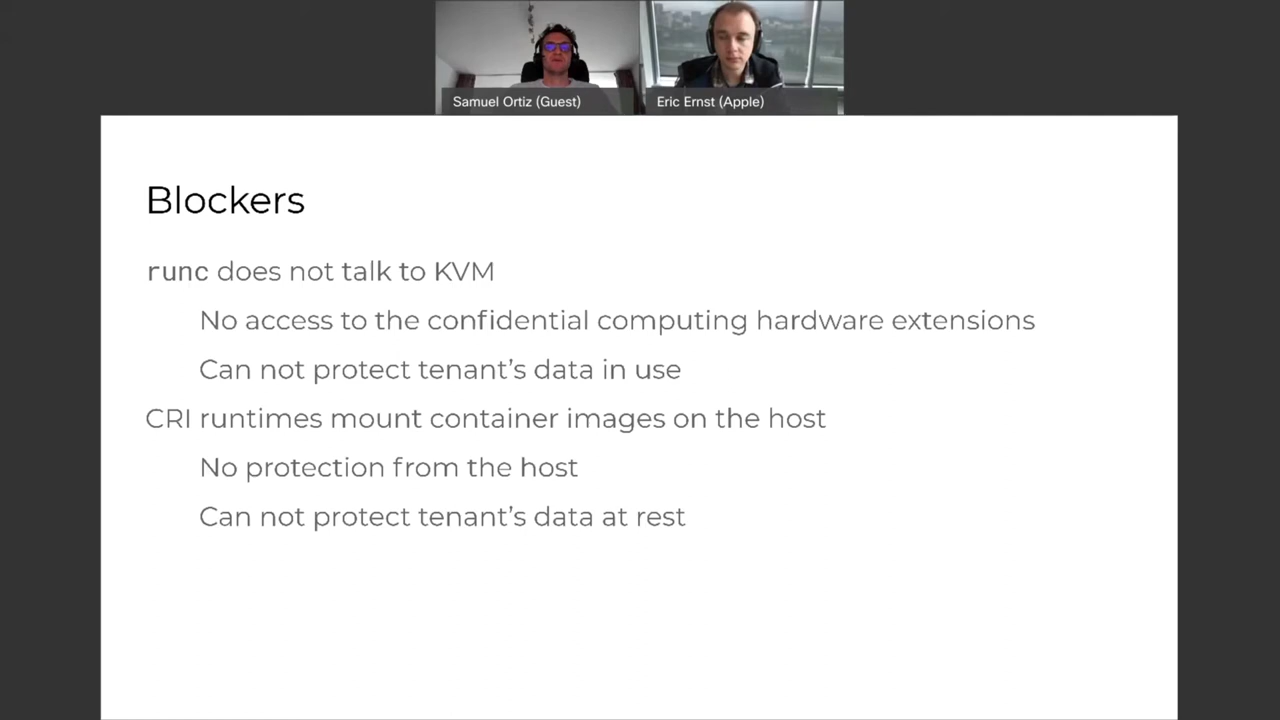 Samuel Ortiz (Guest)
Eric Ernst (Apple)
Blockers
runc does not talk to KVM
No access to the confidential computing hardware extensions
Can not protect tenant’s data in use
CRI runtimes mount container images on the host
No protection from the host
Can not protect tenant’s data at rest